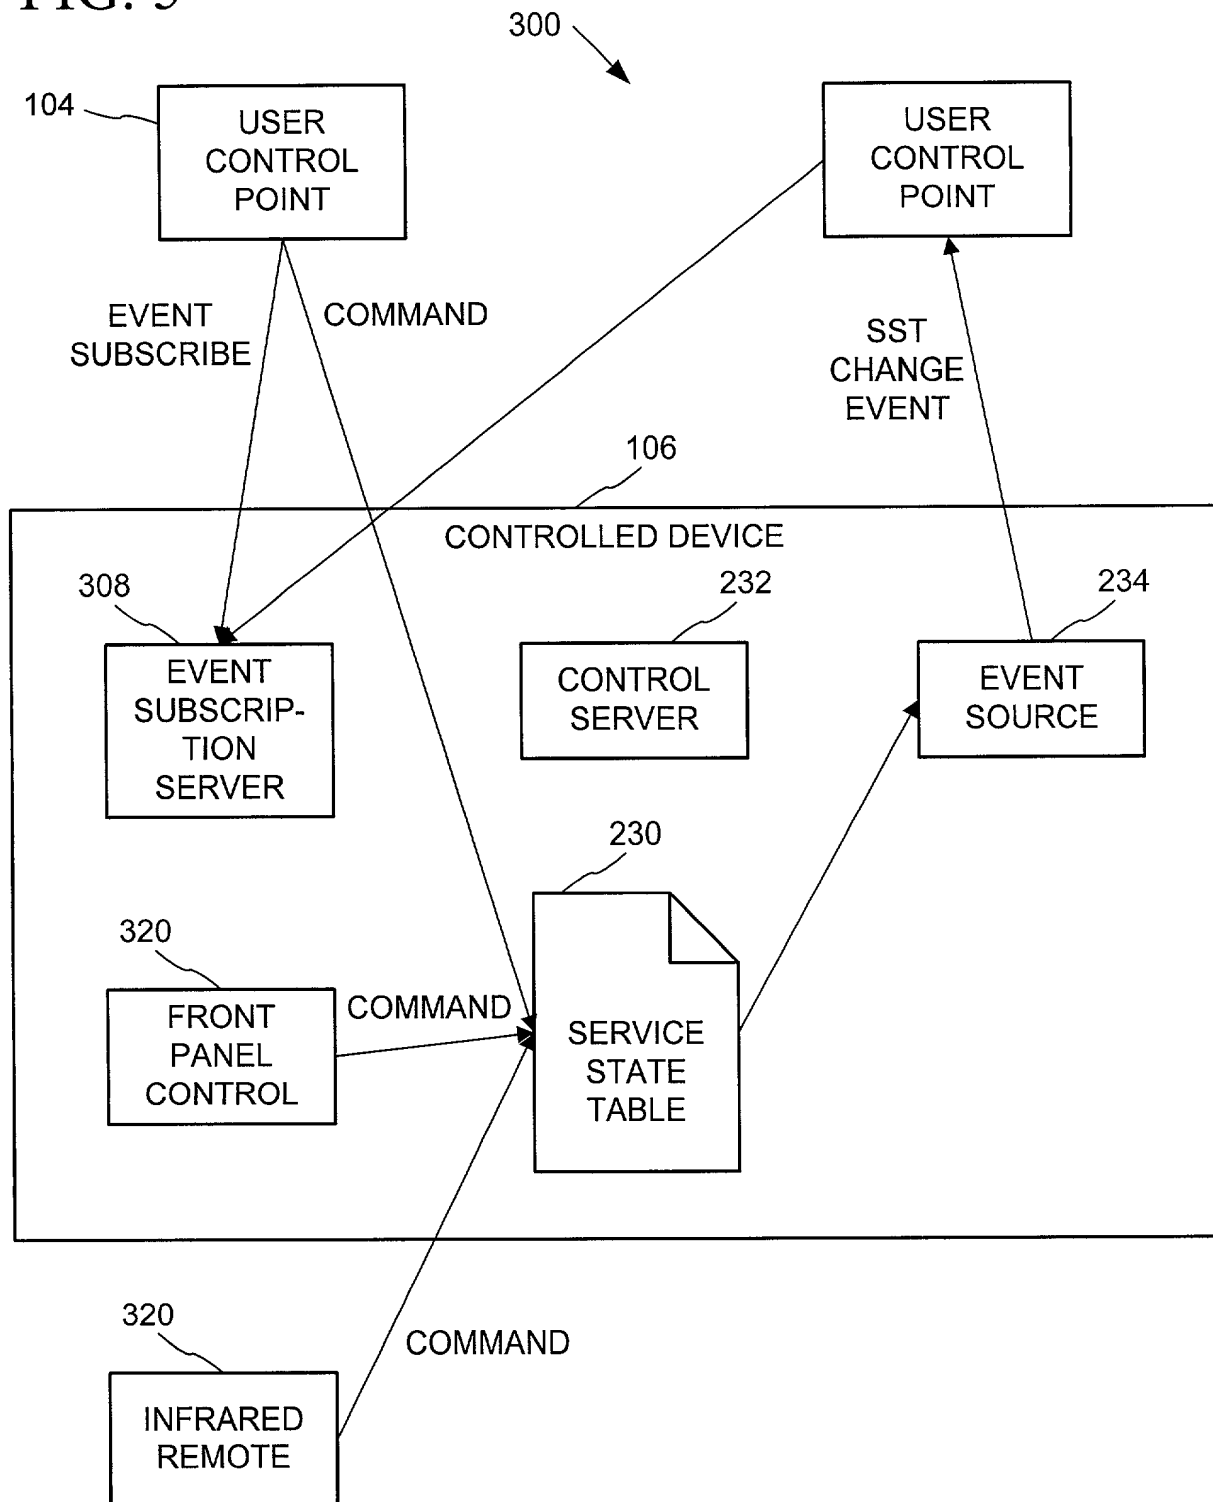 300
104
USER
CONTROL
POINT
USER
CONTROL
POINT
EVENT
SUBSCRIBE
COMMAND
SST
CHANGE
EVENT
106
CONTROLLED DEVICE
308
232
234
EVENT
SUBSCRIP-
TION
SERVER
CONTROL
SERVER
EVENT
SOURCE
230
320
FRONT
PANEL
CONTROL
COMMAND
SERVICE
STATE
TABLE
320
COMMAND
INFRARED
REMOTE